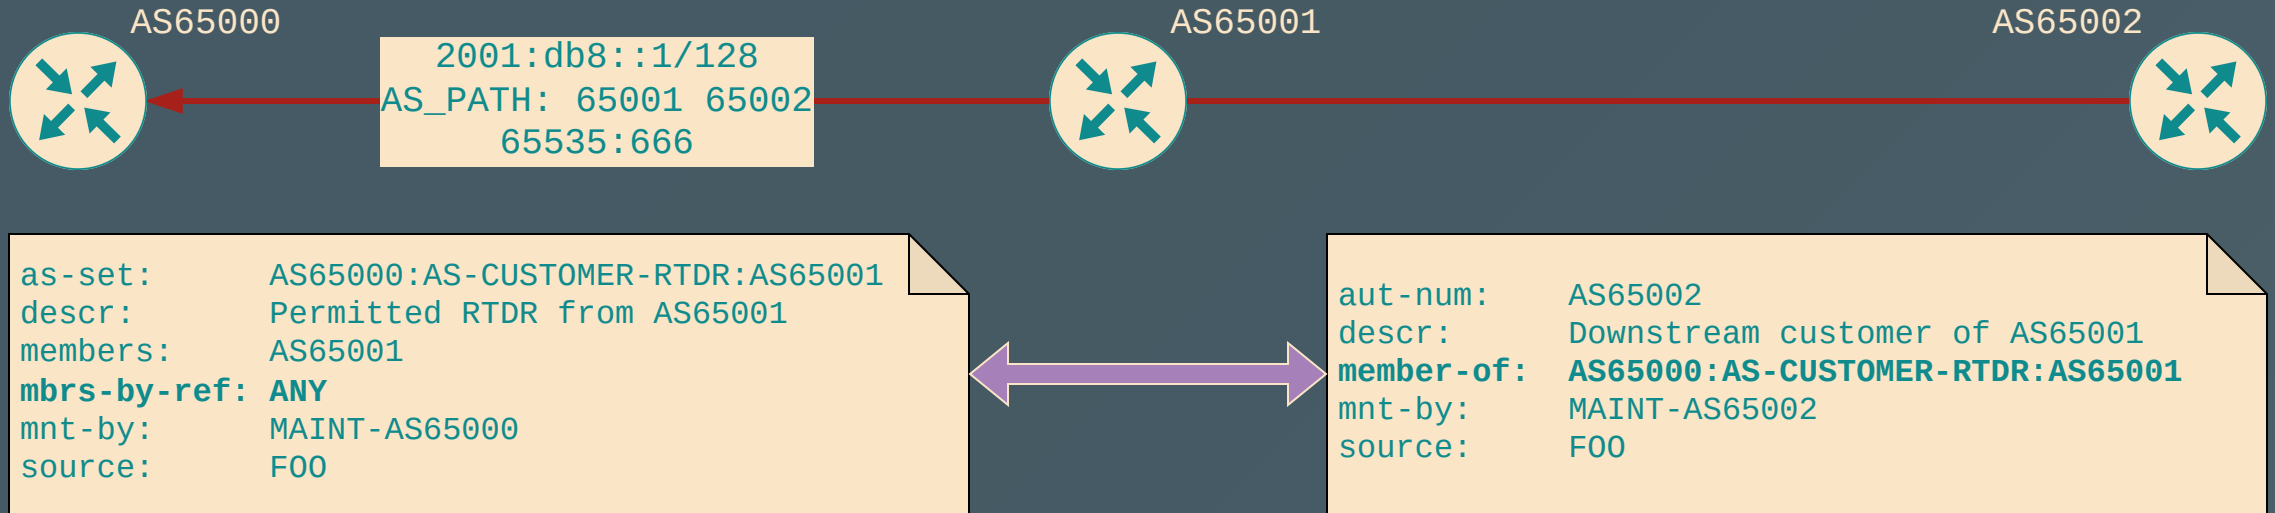 AS65000
AS65001
AS65002
2001:db8::1/128
AS_PATH: 65001 65002
65535:666
as-set: AS65000:AS-CUSTOMER-RTDR:AS65001
descr: Permitted RTDR from AS65001
members: AS65001
mbrs-by-ref: ANY
mnt-by: MAINT-AS65000
source: FOO
aut-num: AS65002
descr: Downstream customer of AS65001
member-of: AS65000:AS-CUSTOMER-RTDR:AS65001
mnt-by: MAINT-AS65002
source: FOO